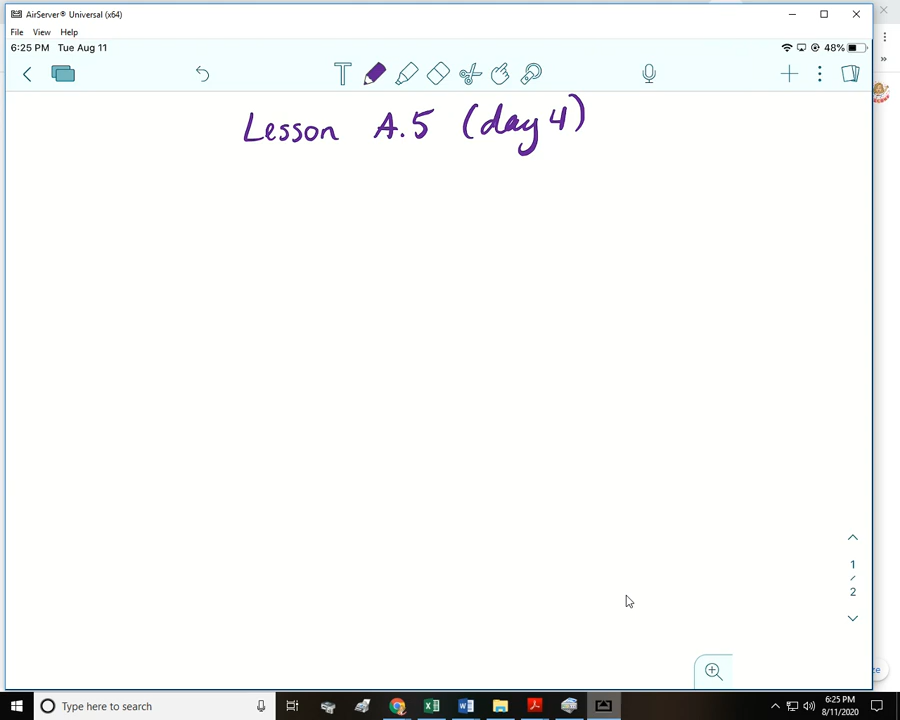 AirServer® Universal (x64)
File View Help
6:25 PM Tue Aug 11 48%
T
Lesson A.5 (day 4)
1
/
2
Type here to search
6:25 PM
8/11/2020